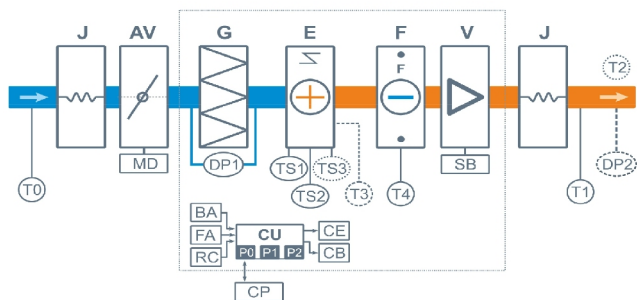 J AV G E F V J
T2
F
MD DP1 TS1 TS3 SB DP2
T0 TS2 T3 T4 T1
BA
FA CU CE
RC P0 P1 P2 CB
CP